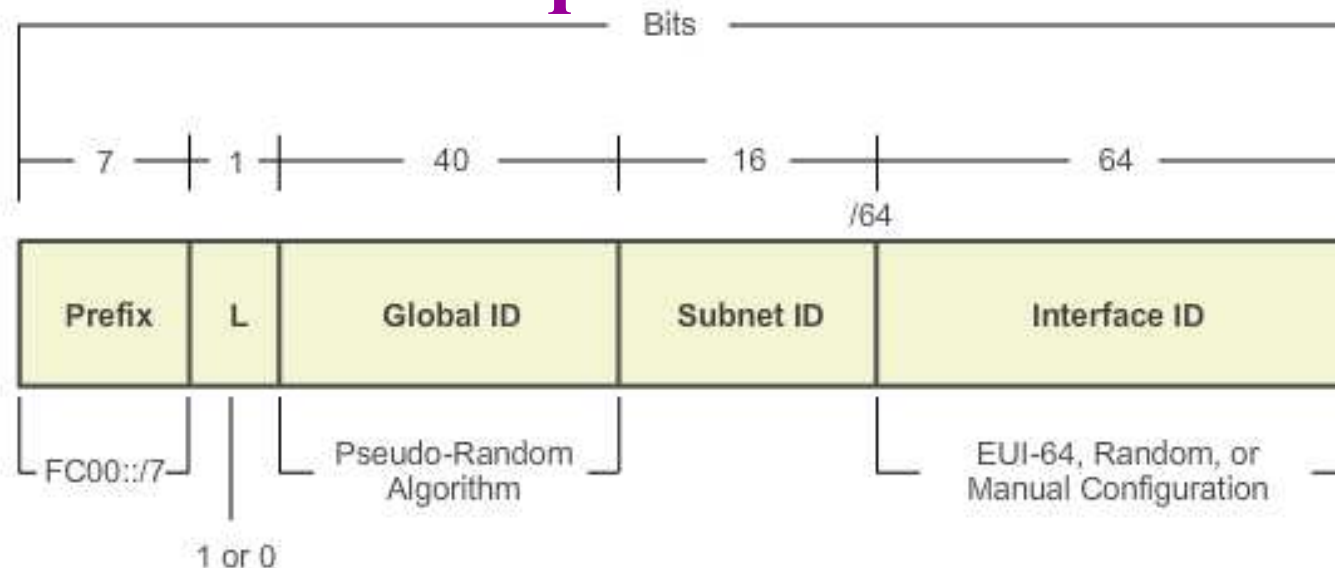 Bits
7 1 40 16 64
/64
Prefix L Global ID Subnet ID Interface ID
FC00::/7
Pseudo-Random
Algorithm
EUI-64, Random, or
Manual Configuration
1 or 0